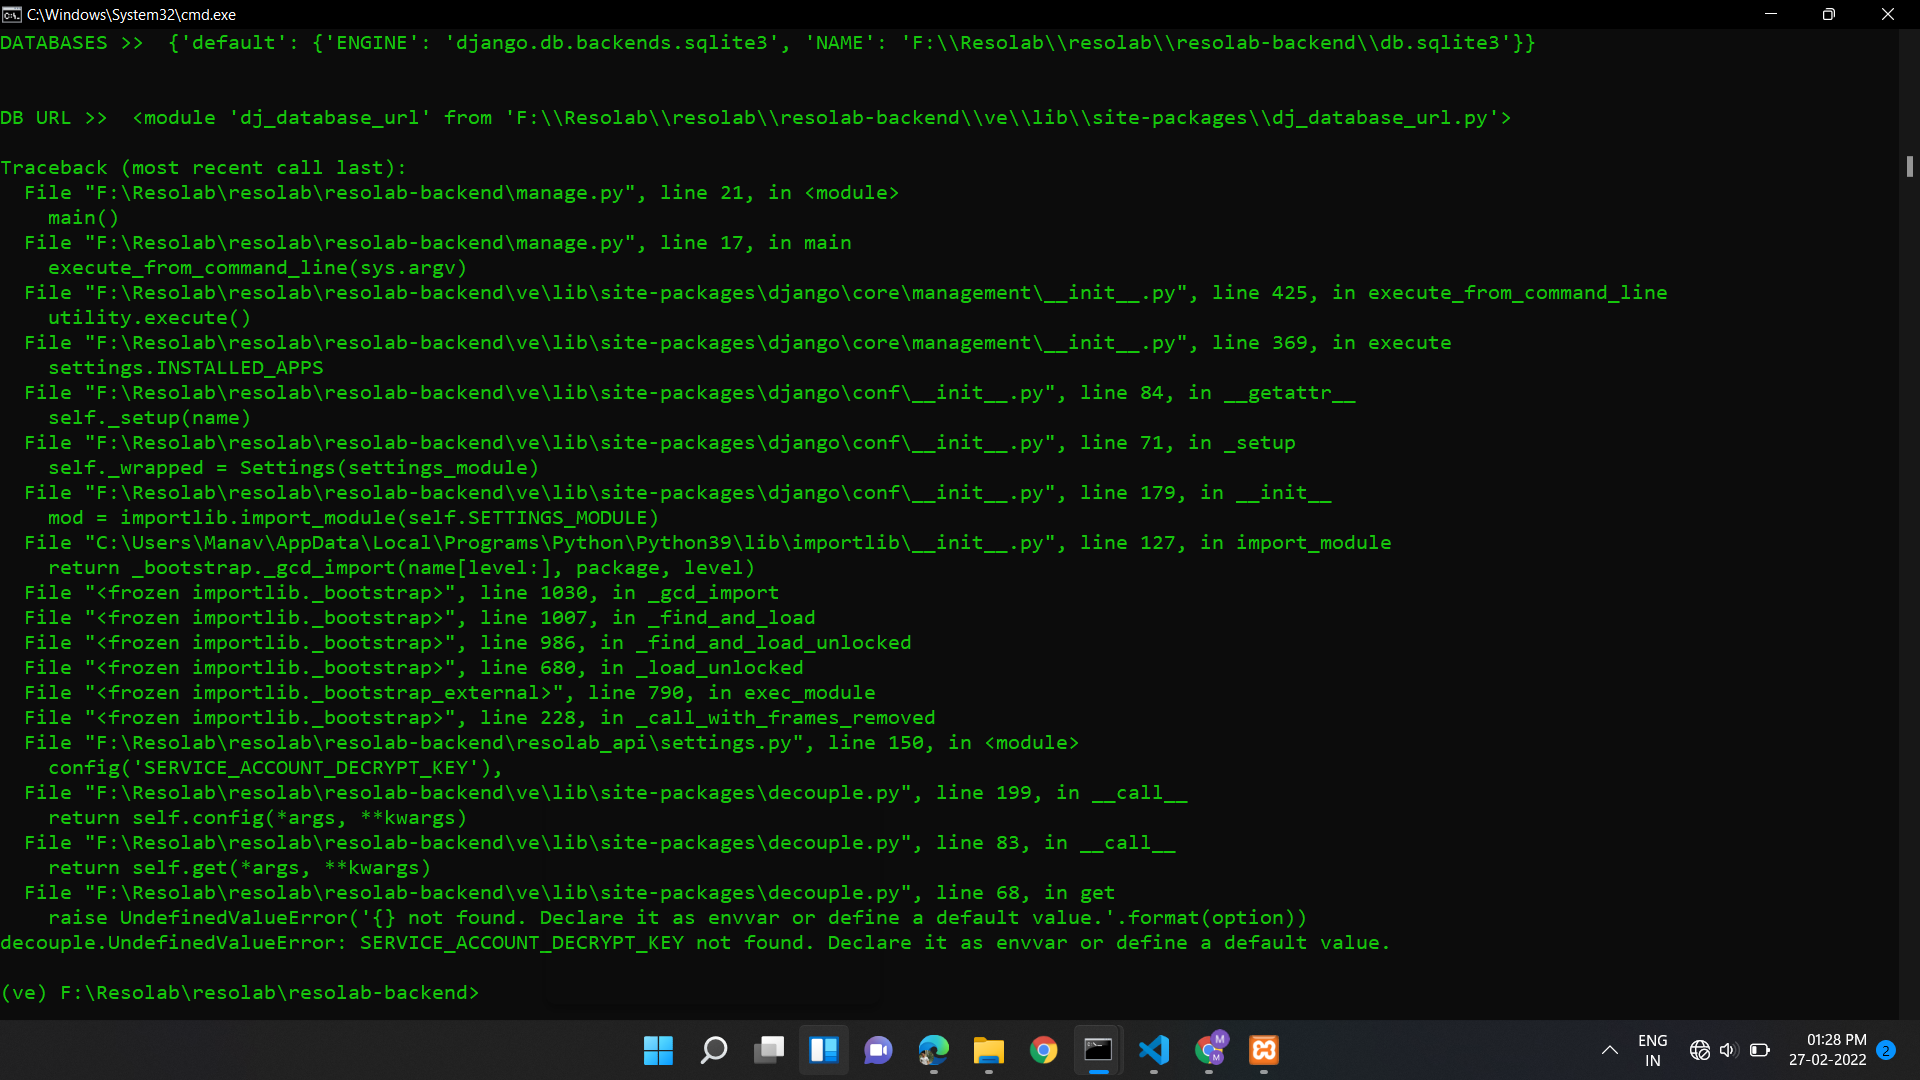 C:\Windows\System32\cmd.exe
DATABASES >>  {'default': {'ENGINE': 'django.db.backends.sqlite3', 'NAME': 'F:\\Resolab\\resolab\\resolab-backend\\db.sqlite3'}}
DB URL >>  <module 'dj_database_url' from 'F:\\Resolab\\resolab\\resolab-backend\\ve\\lib\\site-packages\\dj_database_url.py'>
Traceback (most recent call last):
  File "F:\Resolab\resolab\resolab-backend\manage.py", line 21, in <module>
    main()
  File "F:\Resolab\resolab\resolab-backend\manage.py", line 17, in main
    execute_from_command_line(sys.argv)
  File "F:\Resolab\resolab\resolab-backend\ve\lib\site-packages\django\core\management\__init__.py", line 425, in execute_from_command_line
    utility.execute()
  File "F:\Resolab\resolab\resolab-backend\ve\lib\site-packages\django\core\management\__init__.py", line 369, in execute
    settings.INSTALLED_APPS
  File "F:\Resolab\resolab\resolab-backend\ve\lib\site-packages\django\conf\__init__.py", line 84, in __getattr__
    self._setup(name)
  File "F:\Resolab\resolab\resolab-backend\ve\lib\site-packages\django\conf\__init__.py", line 71, in _setup
    self._wrapped = Settings(settings_module)
  File "F:\Resolab\resolab\resolab-backend\ve\lib\site-packages\django\conf\__init__.py", line 179, in __init__
    mod = importlib.import_module(self.SETTINGS_MODULE)
  File "C:\Users\Manav\AppData\Local\Programs\Python\Python39\lib\importlib\__init__.py", line 127, in import_module
    return _bootstrap._gcd_import(name[level:], package, level)
  File "<frozen importlib._bootstrap>", line 1030, in _gcd_import
  File "<frozen importlib._bootstrap>", line 1007, in _find_and_load
  File "<frozen importlib._bootstrap>", line 986, in _find_and_load_unlocked
  File "<frozen importlib._bootstrap>", line 680, in _load_unlocked
  File "<frozen importlib._bootstrap_external>", line 790, in exec_module
  File "<frozen importlib._bootstrap>", line 228, in _call_with_frames_removed
  File "F:\Resolab\resolab\resolab-backend\resolab_api\settings.py", line 150, in <module>
    config('SERVICE_ACCOUNT_DECRYPT_KEY'),
  File "F:\Resolab\resolab\resolab-backend\ve\lib\site-packages\decouple.py", line 199, in __call__
    return self.config(*args, **kwargs)
  File "F:\Resolab\resolab\resolab-backend\ve\lib\site-packages\decouple.py", line 83, in __call__
    return self.get(*args, **kwargs)
  File "F:\Resolab\resolab\resolab-backend\ve\lib\site-packages\decouple.py", line 68, in get
    raise UndefinedValueError('{} not found. Declare it as envvar or define a default value.'.format(option))
decouple.UndefinedValueError: SERVICE_ACCOUNT_DECRYPT_KEY not found. Declare it as envvar or define a default value.
(ve) F:\Resolab\resolab\resolab-backend>
M
M
ENG
IN
01:28 PM
27-02-2022
2